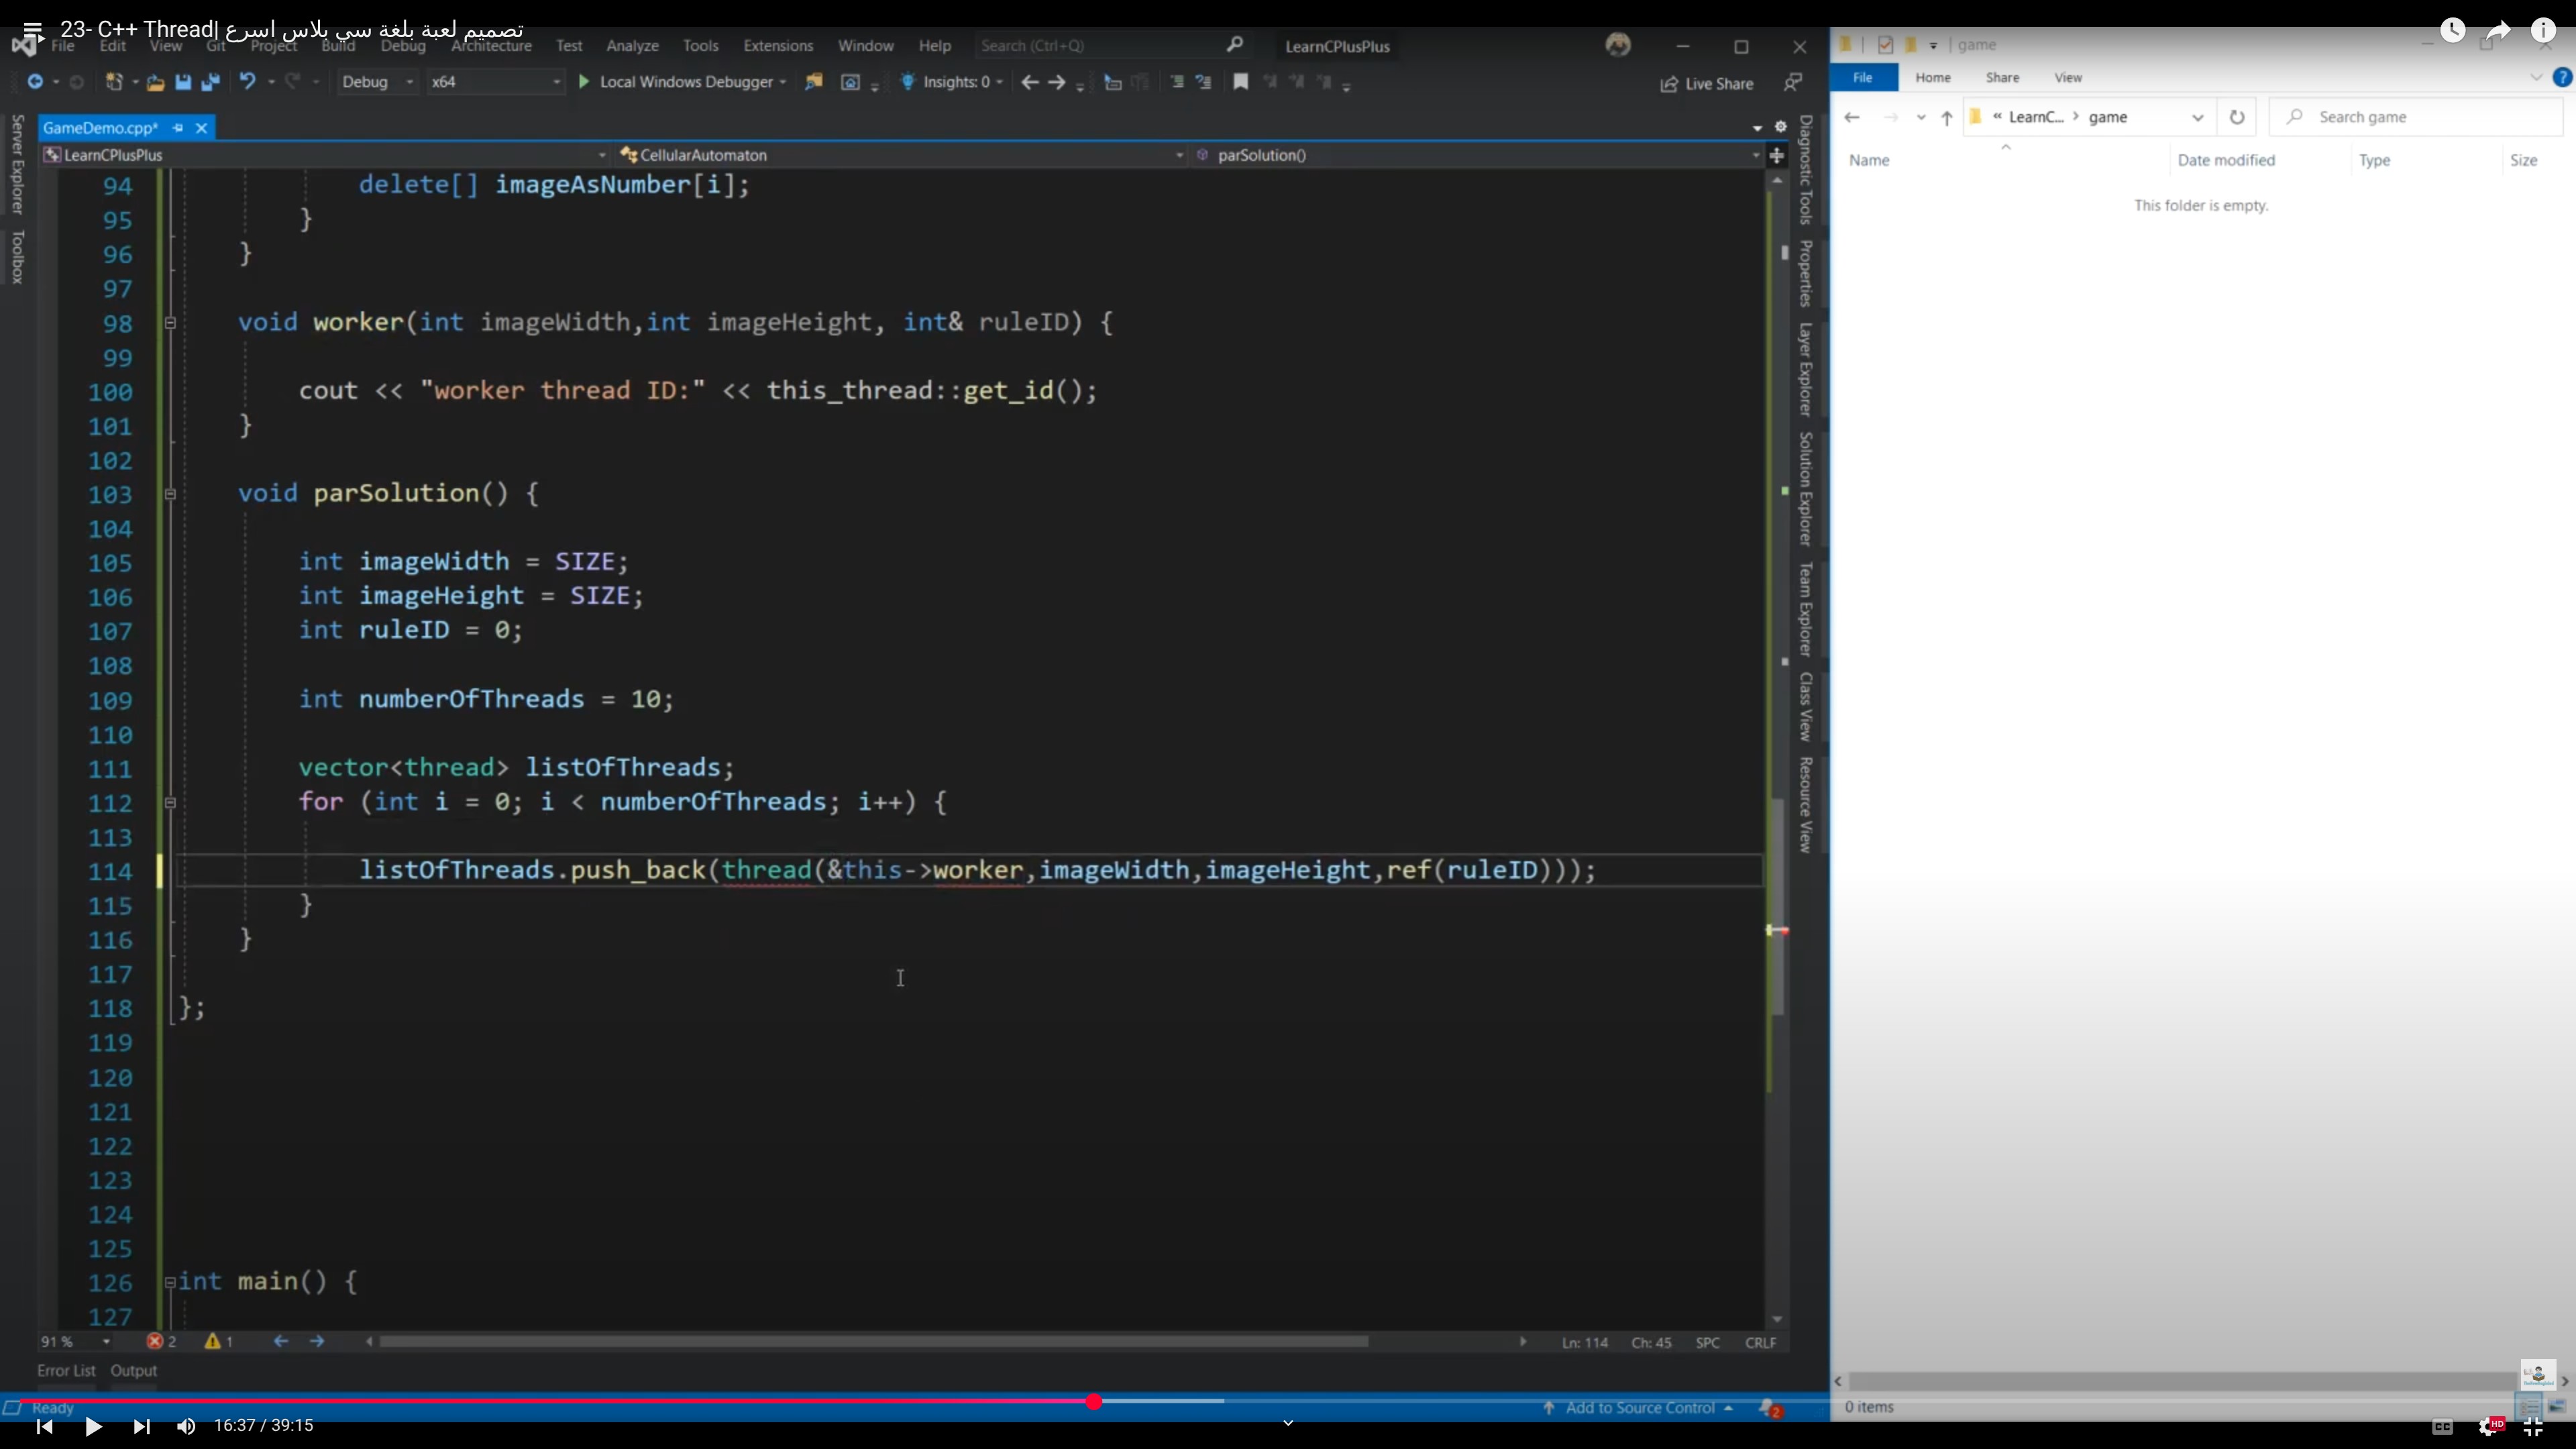 23- C++ Thread| تصميم لعبة بلغة سي بلاس اسرع
File Edit View Git Project Build Debug Architecture Test Analyze Tools Extensions Window Help Search (Ctrl+Q) LearnCPlusPlus
Debug x64 Local Windows Debugger Insights: 0 Live Share
GameDemo.cpp*
LearnCPlusPlus CellularAutomaton parSolution()
94 delete[] imageAsNumber[i];
95 }
96 }
97
98 void worker(int imageWidth,int imageHeight, int& ruleID) {
99
100 cout << "worker thread ID:" << this_thread::get_id();
101 }
102
103 void parSolution() {
104
105 int imageWidth = SIZE;
106 int imageHeight = SIZE;
107 int ruleID = 0;
108
109 int numberOfThreads = 10;
110
111 vector<thread> listOfThreads;
112 for (int i = 0; i < numberOfThreads; i++) {
113
114 listOfThreads.push_back(thread(&this->worker,imageWidth,imageHeight,ref(ruleID)));
115 }
116 }
117
118 };
119
120
121
122
123
124
125
126 int main() {
127
91 % 2 1 Ln: 114 Ch: 45 SPC CRLF
Error List Output
Ready Add to Source Control 2
16:37 / 39:15
Server Explorer
Toolbox
Diagnostic Tools
Properties
Layer Explorer
Solution Explorer
Team Explorer
Class View
Resource View
game
File Home Share View
« LearnC... > game Search game
Name Date modified Type Size
This folder is empty.
0 items
CC HD